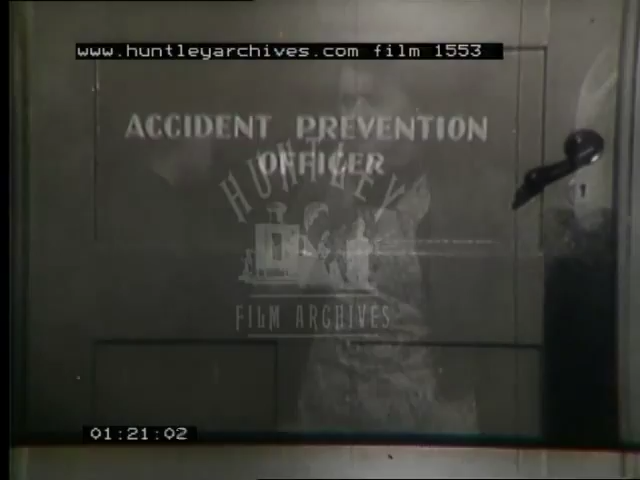 www.huntleyarchives.com film 1553
ACCIDENT PREVENTION
OFFICER
HUNTLEY
FILM ARCHIVES
01:21:02